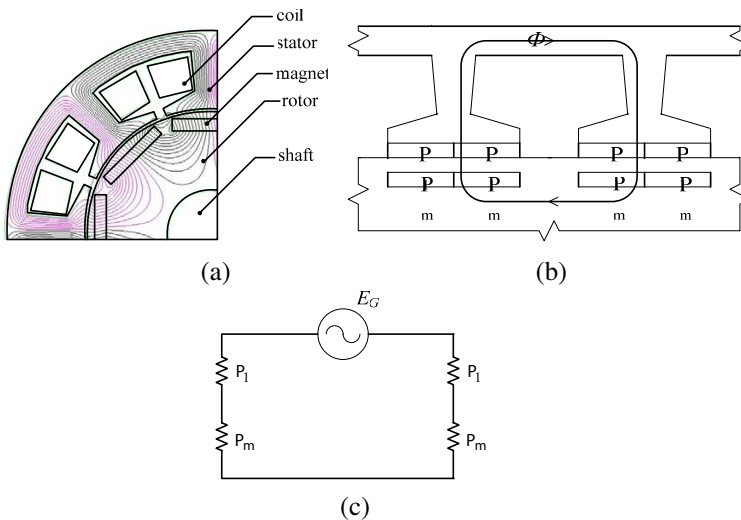 coil
stator
magnet
rotor
shaft
(a)
Φ
P P P P
P P P P
m m m m
(b)
E_G
P_l P_l
P_m P_m
(c)